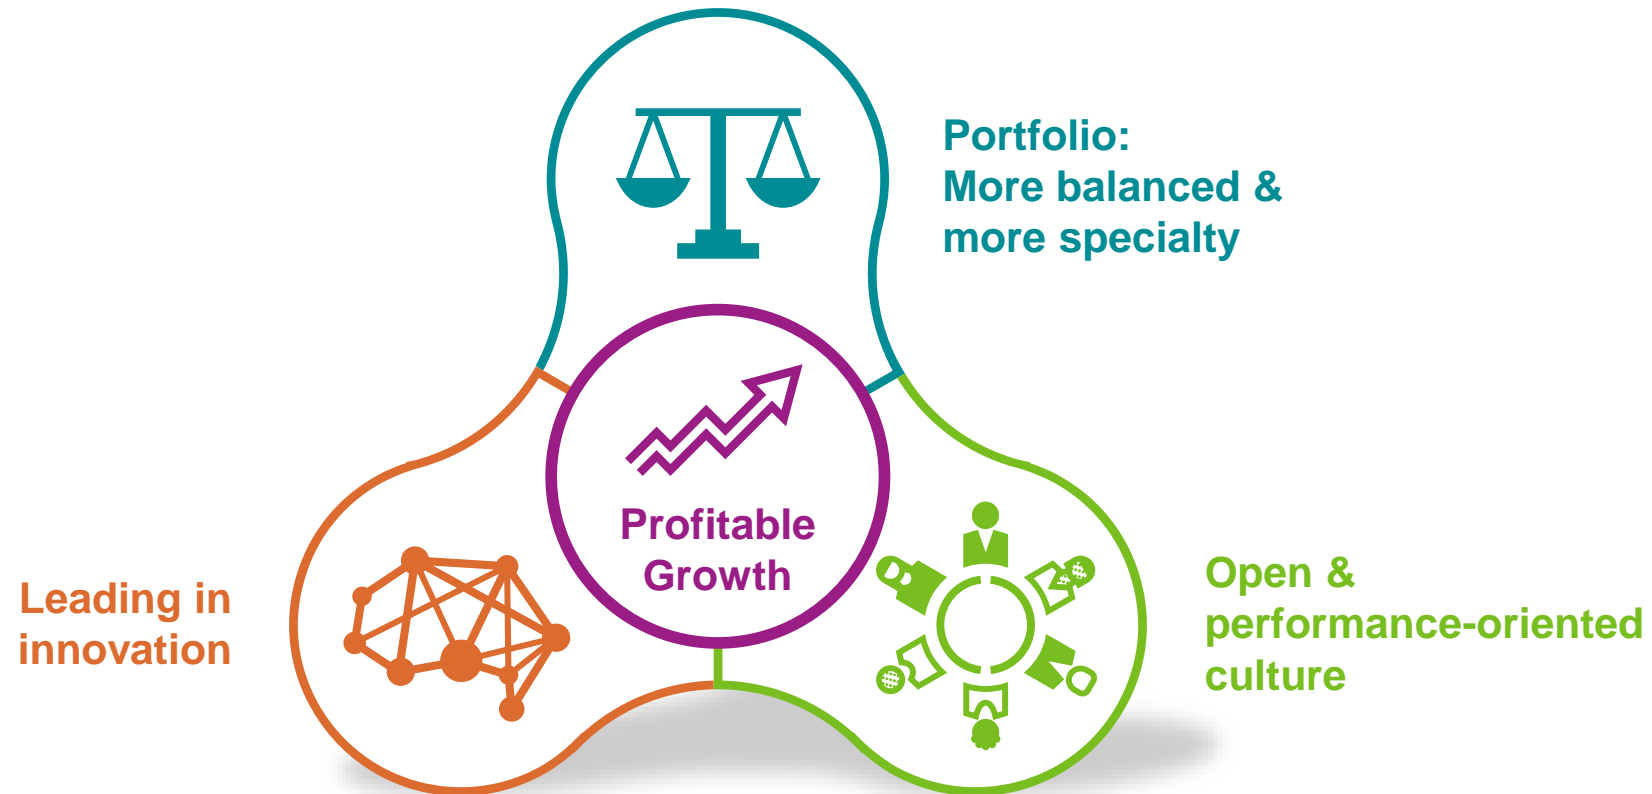 Portfolio:
More balanced &
more specialty
Profitable
Growth
Leading in
innovation
Open &
performance-oriented
culture